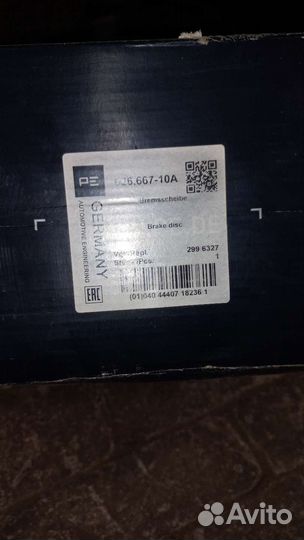 PE
AUTOMOTIVE ENGINEERING
GERMANY
6.667-10A
Bremsscheibe
Brake disc
299 6327
1
EAC
(01)040 44407 18236 1
Avito